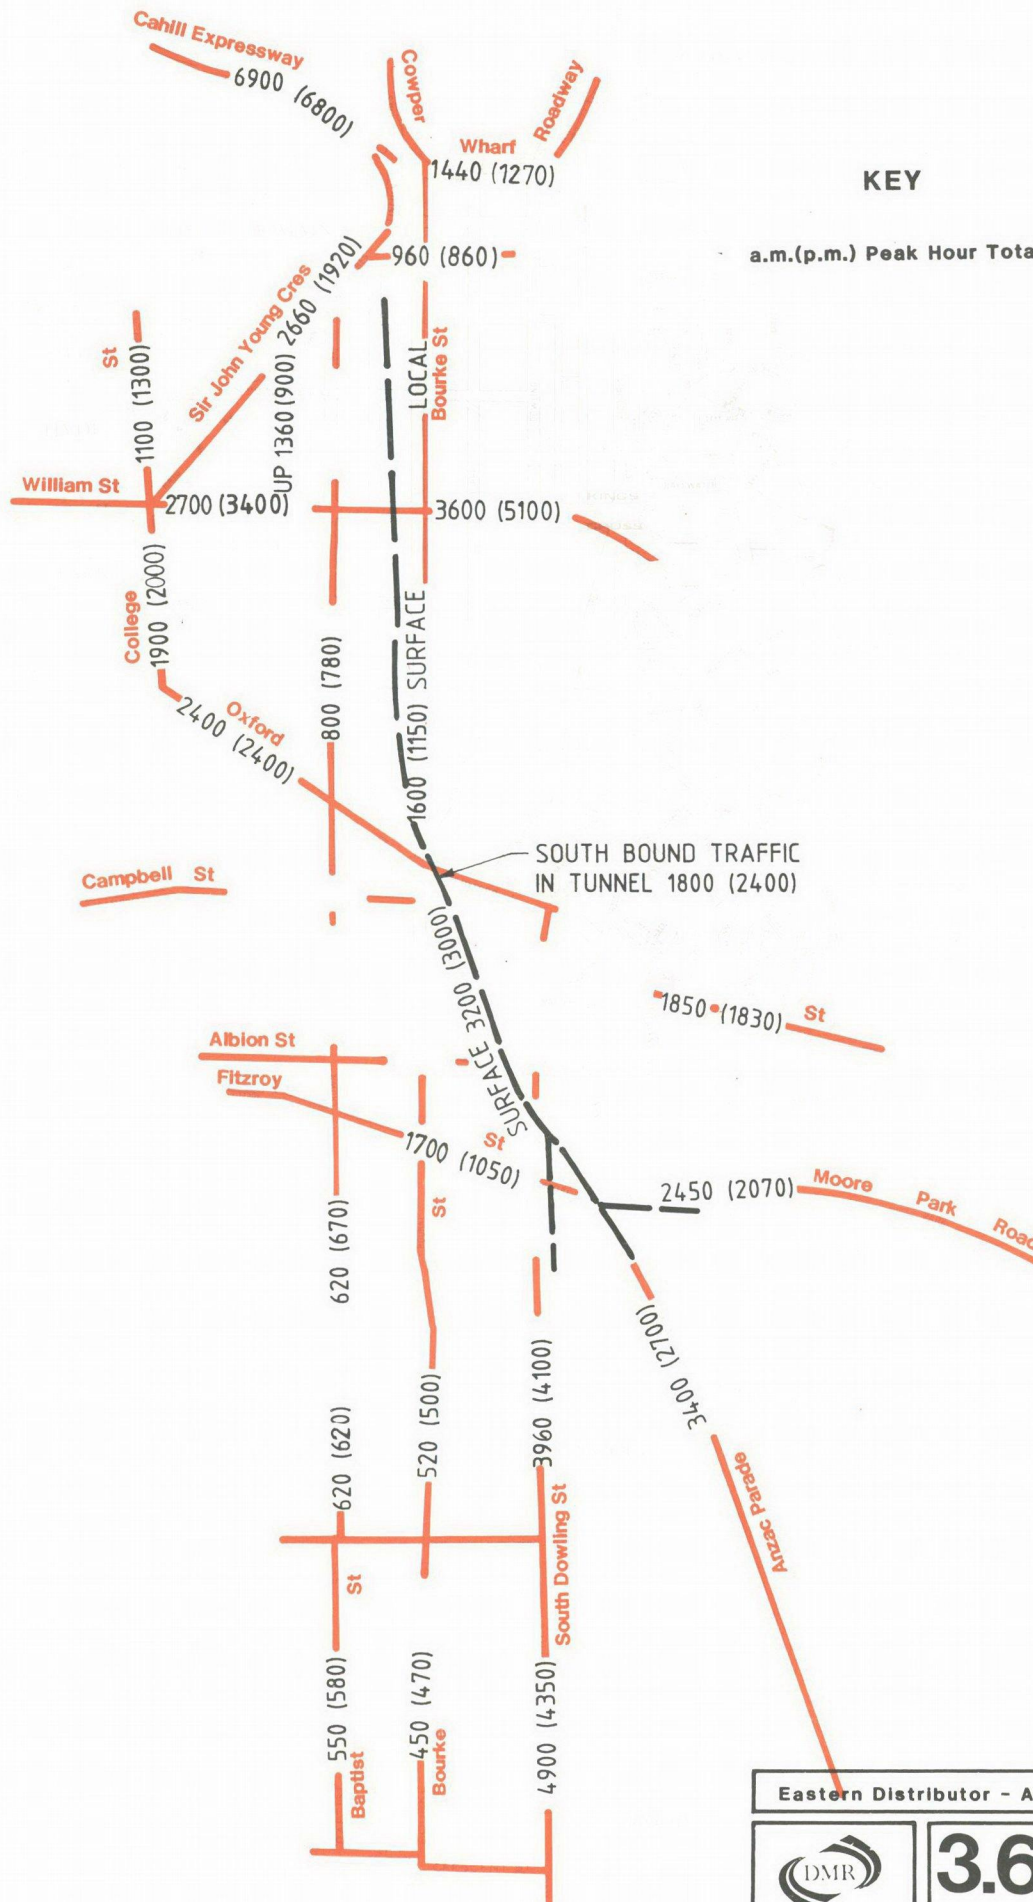 Cahill Expressway
6900 (6800)
Cowper
Wharf
Roadway
1440 (1270)
KEY
a.m.(p.m.) Peak Hour Tota
960 (860)
Sir John Young Cres
2660 (1920)
UP 1360 (900)
LOCAL
Bourke St
St
1100 (1300)
William St
2700 (3400)
3600 (5100)
College
1900 (2000)
Oxford
2400 (2400)
800 (780)
1600 (1150) SURFACE
SOUTH BOUND TRAFFIC
IN TUNNEL 1800 (2400)
Campbell St
SURFACE 3200 (3000)
1850 (1830)
St
Albion St
Fitzroy
St
1700 (1050)
2450 (2070)
Moore Park Road
620 (670)
St
3400 (2700)
3960 (4100)
520 (500)
620 (620)
Anzac Parade
South Dowling St
St
550 (580)
Baptist
450 (470)
Bourke
4900 (4350)
Eastern Distributor - A
DMR
3.6